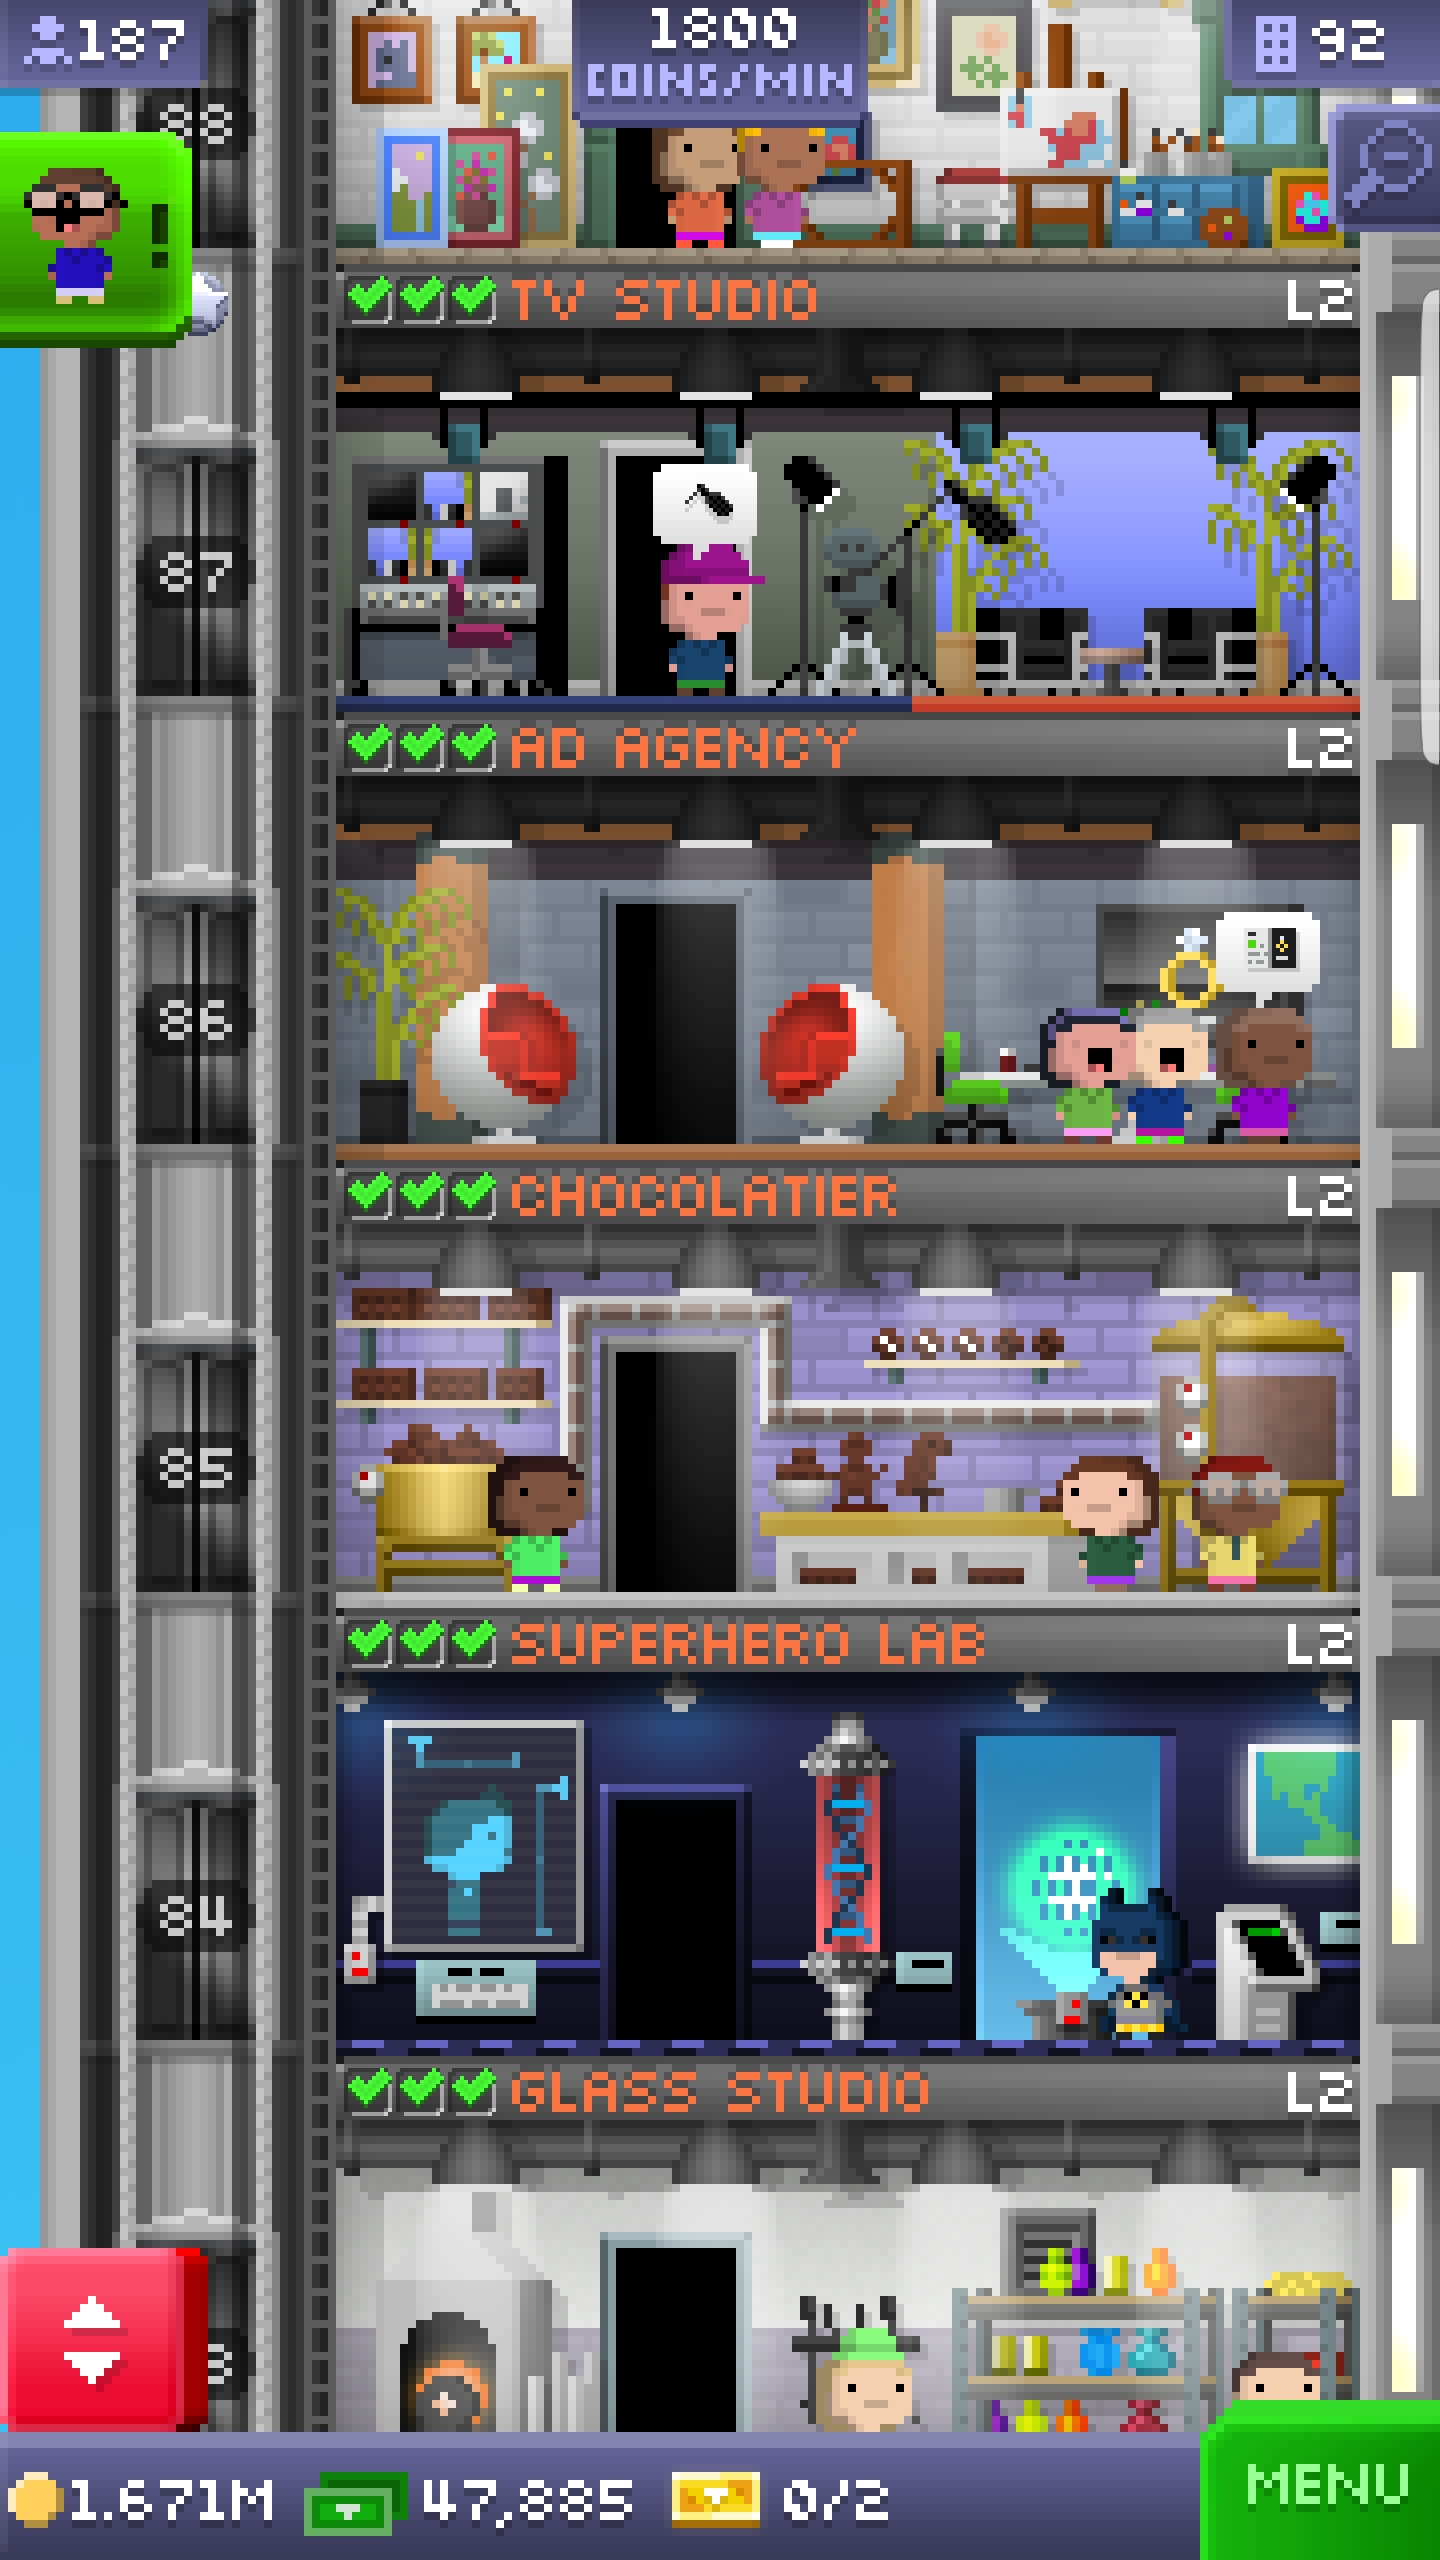 187
1800
COINS/MIN
92
88
!
TV STUDIO L2
87
AD AGENCY L2
86
CHOCOLATIER L2
85
SUPERHERO LAB L2
84
GLASS STUDIO L2
3
1.671M 47,885 0/2
MENU